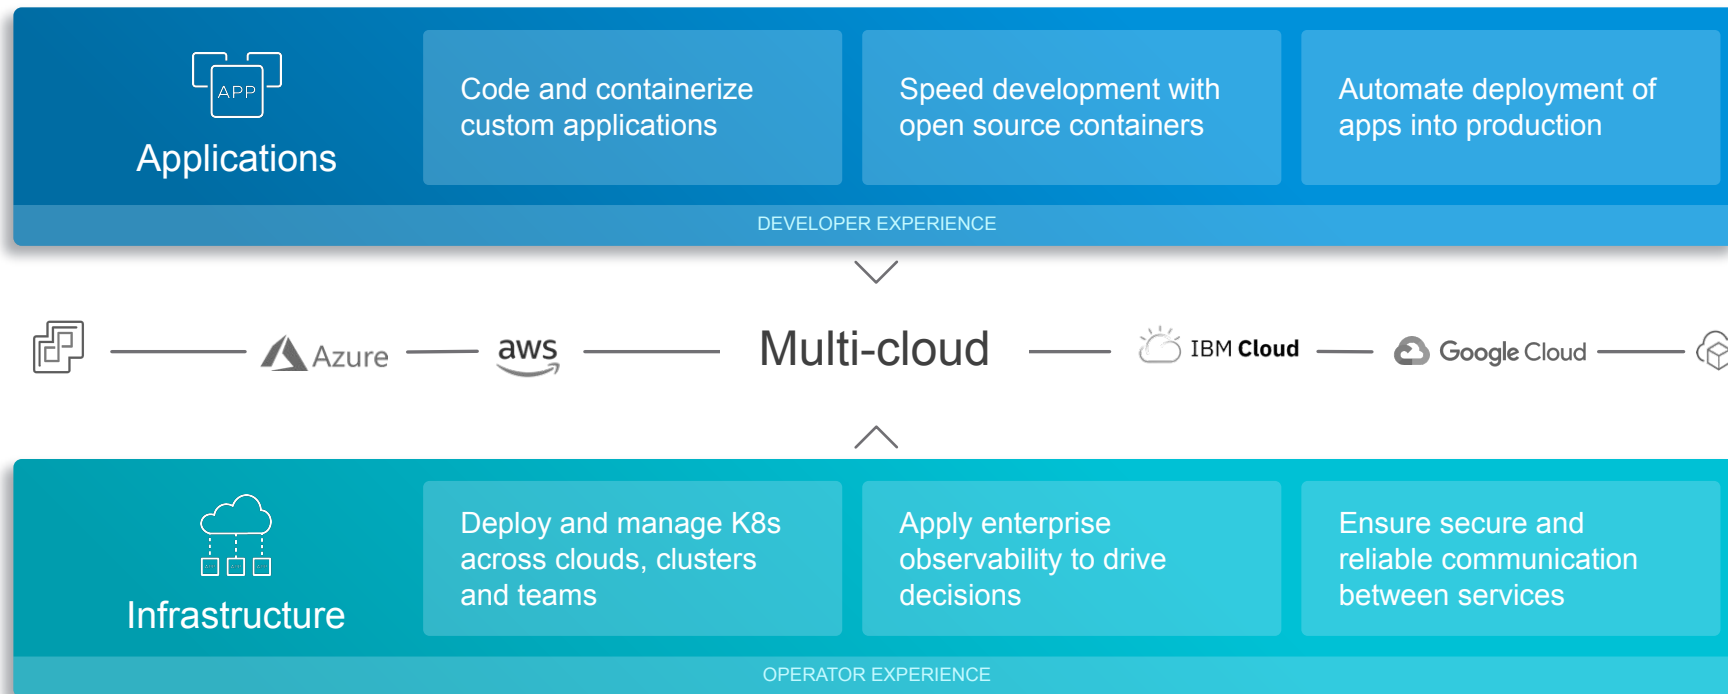 APP
Applications
Code and containerize
custom applications
Speed development with
open source containers
Automate deployment of
apps into production
DEVELOPER EXPERIENCE
Azure
aws
Multi-cloud
IBM Cloud
Google Cloud
Infrastructure
Deploy and manage K8s
across clouds, clusters
and teams
Apply enterprise
observability to drive
decisions
Ensure secure and
reliable communication
between services
OPERATOR EXPERIENCE